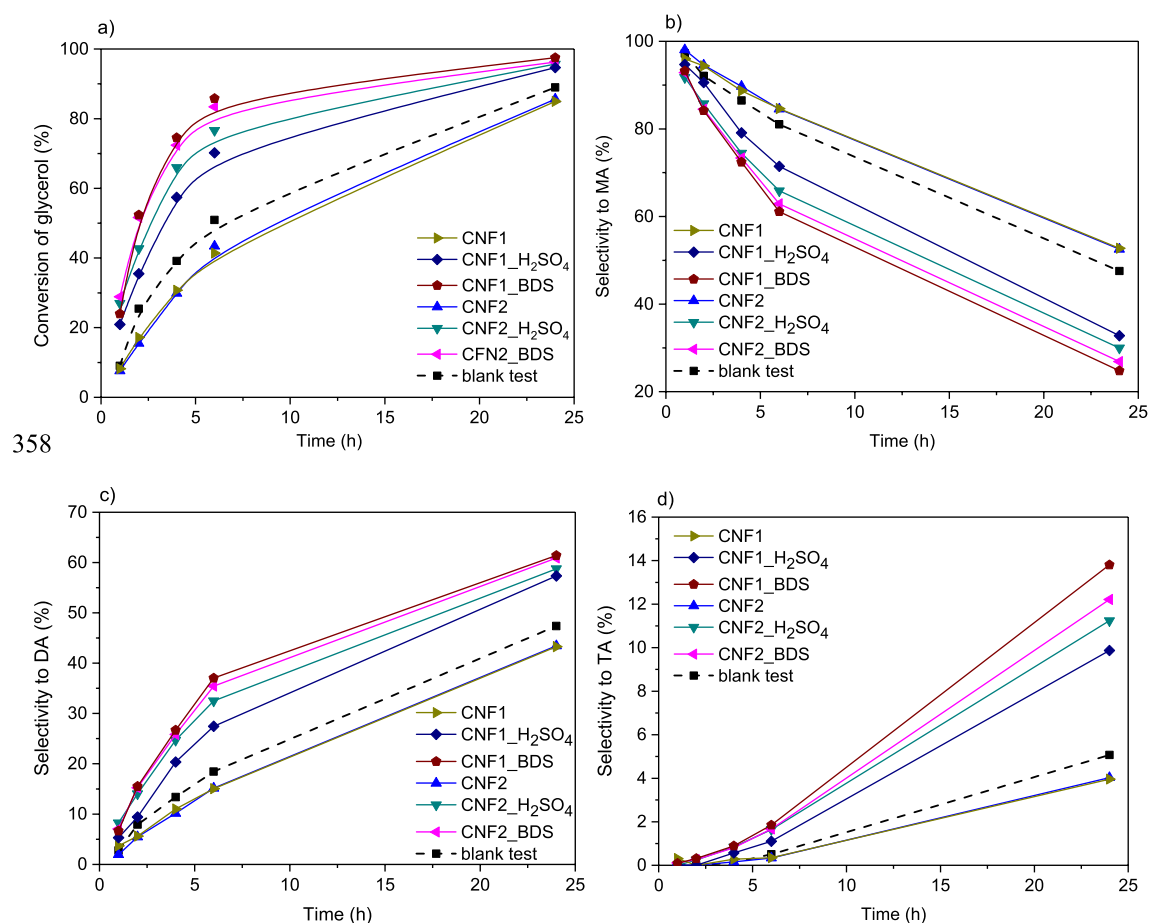 a)
100
80
60
40
20
0
Conversion of glycerol (%)
CNF1
CNF1_H₂SO₄
CNF1_BDS
CNF2
CNF2_H₂SO₄
CFN2_BDS
blank test
0 5 10 15 20 25
Time (h)
b)
100
80
60
40
20
Selectivity to MA (%)
CNF1
CNF1_H₂SO₄
CNF1_BDS
CNF2
CNF2_H₂SO₄
CNF2_BDS
blank test
0 5 10 15 20 25
Time (h)
358
c)
70
60
50
40
30
20
10
0
Selectivity to DA (%)
CNF1
CNF1_H₂SO₄
CNF1_BDS
CNF2
CNF2_H₂SO₄
CNF2_BDS
blank test
0 5 10 15 20 25
Time (h)
d)
16
14
12
10
8
6
4
2
0
Selectivity to TA (%)
CNF1
CNF1_H₂SO₄
CNF1_BDS
CNF2
CNF2_H₂SO₄
CNF2_BDS
blank test
0 5 10 15 20 25
Time (h)